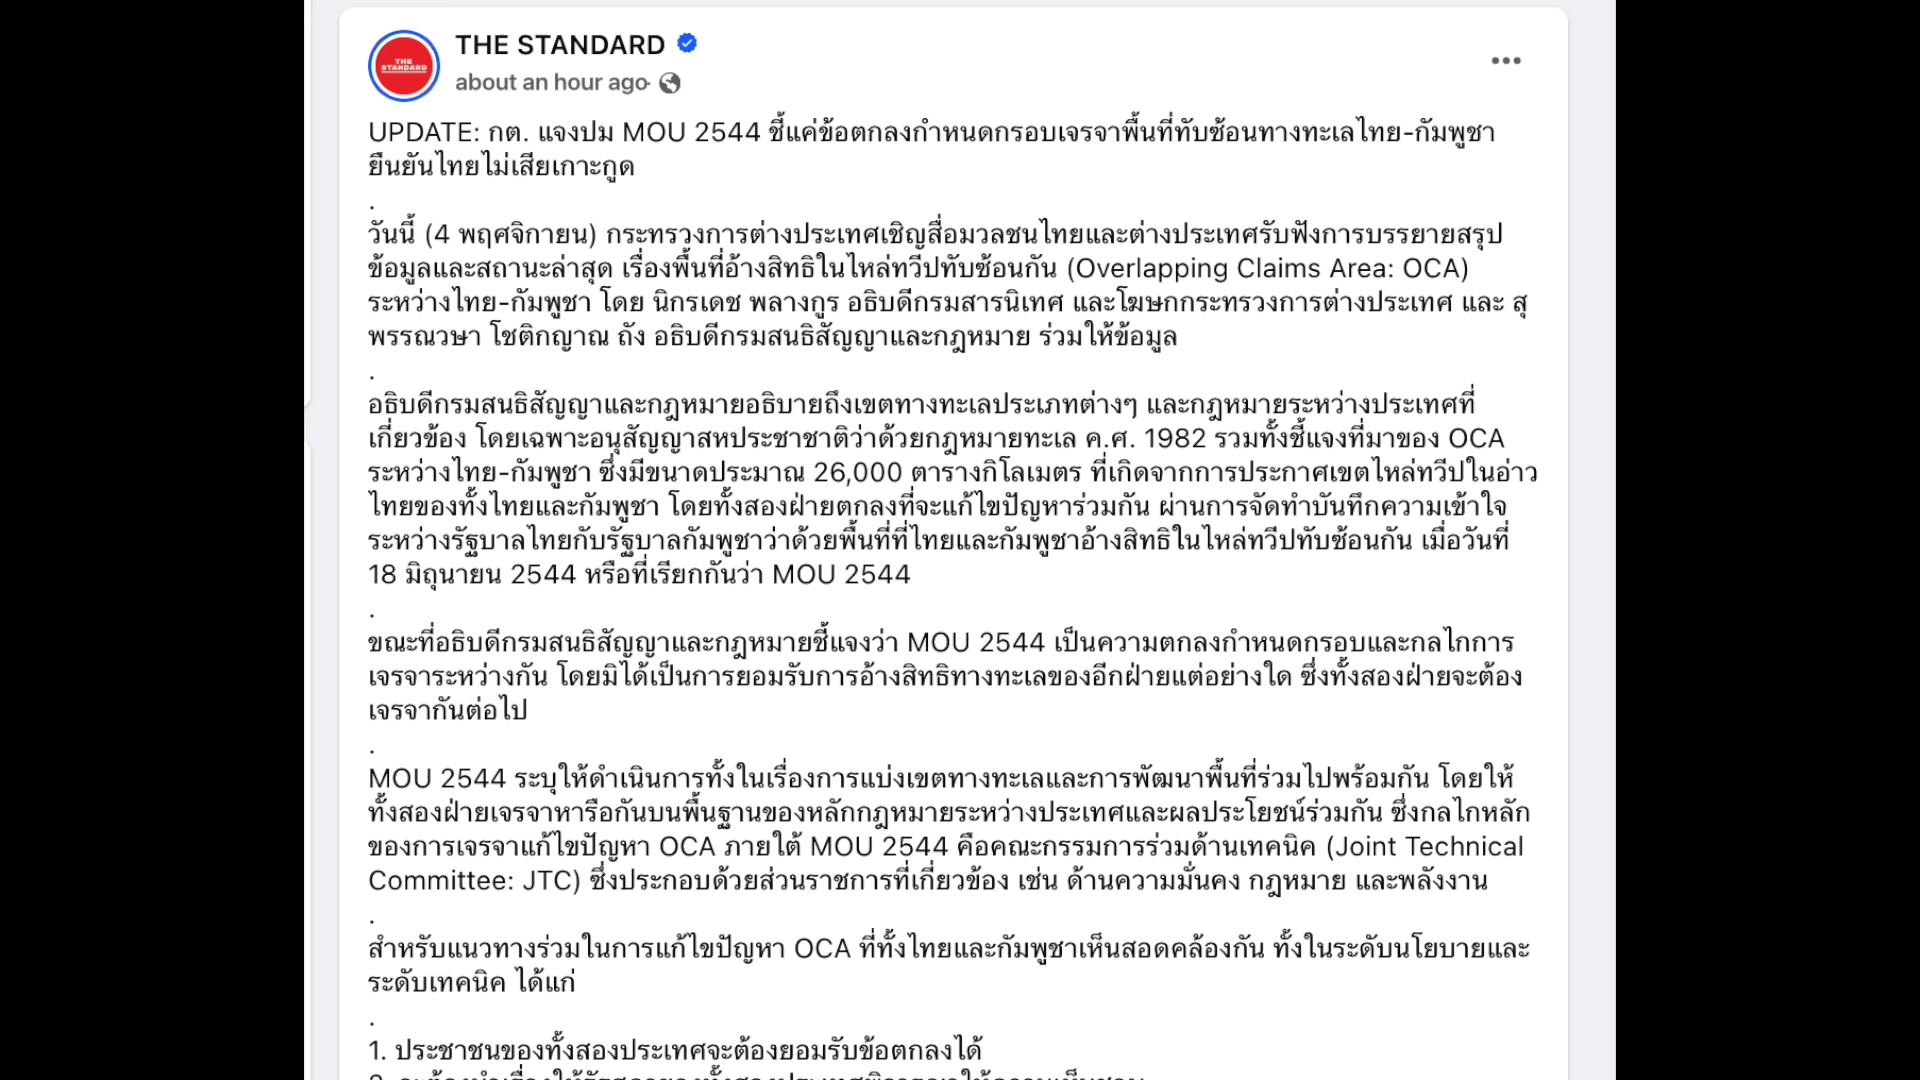 THE STANDARD
THE STANDARD
about an hour ago·
UPDATE: กต. แจงปม MOU 2544 ชี้แค่ข้อตกลงกำหนดกรอบเจรจาพื้นที่ทับซ้อนทางทะเลไทย-กัมพูชา
ยืนยันไทยไม่เสียเกาะกูด
.
วันนี้ (4 พฤศจิกายน) กระทรวงการต่างประเทศเชิญสื่อมวลชนไทยและต่างประเทศรับฟังการบรรยายสรุป
ข้อมูลและสถานะล่าสุด เรื่องพื้นที่อ้างสิทธิในไหล่ทวีปทับซ้อนกัน (Overlapping Claims Area: OCA)
ระหว่างไทย-กัมพูชา โดย นิกรเดช พลางกูร อธิบดีกรมสารนิเทศ และโฆษกกระทรวงการต่างประเทศ และ สุ
พรรณวษา โชติกญาณ ถัง อธิบดีกรมสนธิสัญญาและกฎหมาย ร่วมให้ข้อมูล
.
อธิบดีกรมสนธิสัญญาและกฎหมายอธิบายถึงเขตทางทะเลประเภทต่างๆ และกฎหมายระหว่างประเทศที่
เกี่ยวข้อง โดยเฉพาะอนุสัญญาสหประชาชาติว่าด้วยกฎหมายทะเล ค.ศ. 1982 รวมทั้งชี้แจงที่มาของ OCA
ระหว่างไทย-กัมพูชา ซึ่งมีขนาดประมาณ 26,000 ตารางกิโลเมตร ที่เกิดจากการประกาศเขตไหล่ทวีปในอ่าว
ไทยของทั้งไทยและกัมพูชา โดยทั้งสองฝ่ายตกลงที่จะแก้ไขปัญหาร่วมกัน ผ่านการจัดทำบันทึกความเข้าใจ
ระหว่างรัฐบาลไทยกับรัฐบาลกัมพูชาว่าด้วยพื้นที่ที่ไทยและกัมพูชาอ้างสิทธิในไหล่ทวีปทับซ้อนกัน เมื่อวันที่
18 มิถุนายน 2544 หรือที่เรียกกันว่า MOU 2544
.
ขณะที่อธิบดีกรมสนธิสัญญาและกฎหมายชี้แจงว่า MOU 2544 เป็นความตกลงกำหนดกรอบและกลไกการ
เจรจาระหว่างกัน โดยมิได้เป็นการยอมรับการอ้างสิทธิทางทะเลของอีกฝ่ายแต่อย่างใด ซึ่งทั้งสองฝ่ายจะต้อง
เจรจากันต่อไป
.
MOU 2544 ระบุให้ดำเนินการทั้งในเรื่องการแบ่งเขตทางทะเลและการพัฒนาพื้นที่ร่วมไปพร้อมกัน โดยให้
ทั้งสองฝ่ายเจรจาหารือกันบนพื้นฐานของหลักกฎหมายระหว่างประเทศและผลประโยชน์ร่วมกัน ซึ่งกลไกหลัก
ของการเจรจาแก้ไขปัญหา OCA ภายใต้ MOU 2544 คือคณะกรรมการร่วมด้านเทคนิค (Joint Technical
Committee: JTC) ซึ่งประกอบด้วยส่วนราชการที่เกี่ยวข้อง เช่น ด้านความมั่นคง กฎหมาย และพลังงาน
.
สำหรับแนวทางร่วมในการแก้ไขปัญหา OCA ที่ทั้งไทยและกัมพูชาเห็นสอดคล้องกัน ทั้งในระดับนโยบายและ
ระดับเทคนิค ได้แก่
.
1. ประชาชนของทั้งสองประเทศจะต้องยอมรับข้อตกลงได้